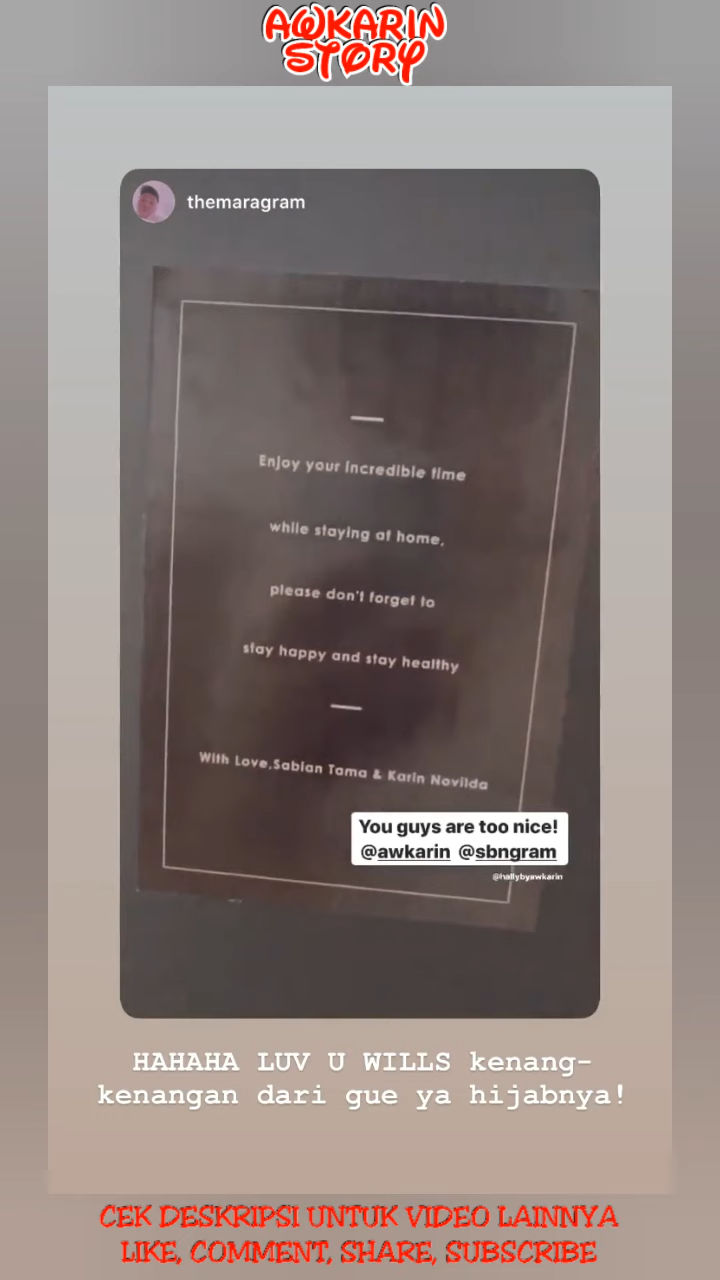 AWKARIN
STORY
themaragram
Enjoy your incredible time
while staying at home,
please don't forget to
stay happy and stay healthy
With Love,Sabian Tama & Karin Novilda
You guys are too nice!
@awkarin @sbngram
@hallybyawkarin
HAHAHA LUV U WILLS kenang-
kenangan dari gue ya hijabnya!
CEK DESKRIPSI UNTUK VIDEO LAINNYA
LIKE, COMMENT, SHARE, SUBSCRIBE